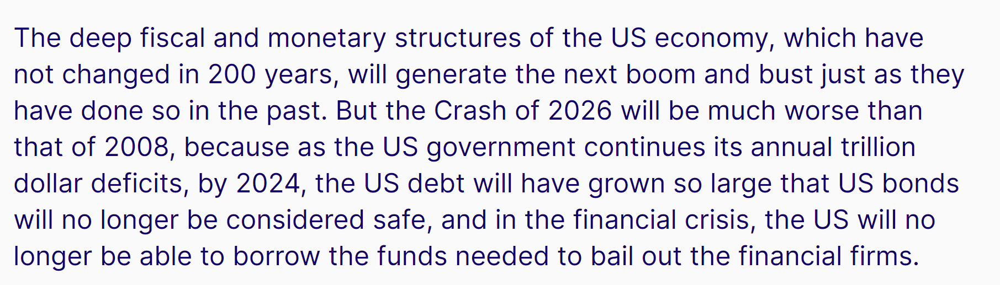 The deep fiscal and monetary structures of the US economy, which have
not changed in 200 years, will generate the next boom and bust just as they
have done so in the past. But the Crash of 2026 will be much worse than
that of 2008, because as the US government continues its annual trillion
dollar deficits, by 2024, the US debt will have grown so large that US bonds
will no longer be considered safe, and in the financial crisis, the US will no
longer be able to borrow the funds needed to bail out the financial firms.